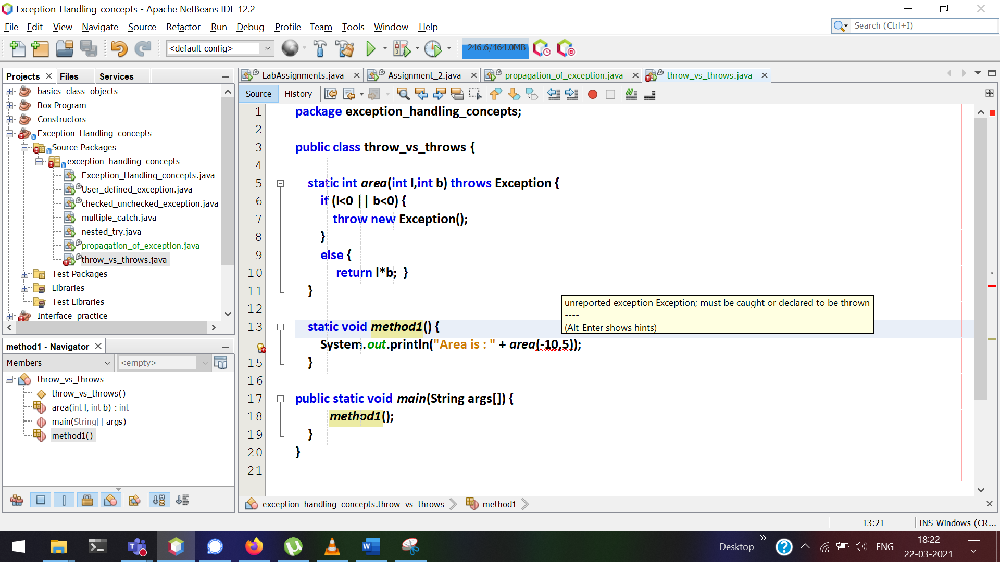 Exception_Handling_concepts - Apache NetBeans IDE 12.2
File Edit View Navigate Source Refactor Run Debug Profile Team Tools Window Help
Search (Ctrl+I)
<default config>
246.6/464.0MB
Projects Files Services
basics_class_objects
Box Program
Constructors
Exception_Handling_concepts
Source Packages
exception_handling_concepts
Exception_Handling_concepts.java
User_defined_exception.java
checked_unchecked_exception.java
multiple_catch.java
nested_try.java
propagation_of_exception.java
throw_vs_throws.java
Test Packages
Libraries
Test Libraries
Interface_practice
method1 - Navigator
Members <empty>
throw_vs_throws
throw_vs_throws()
area(int l, int b) : int
main(String[] args)
method1()
LabAssignments.java Assignment_2.java propagation_of_exception.java throw_vs_throws.java
Source History
1 package exception_handling_concepts;
2
3 public class throw_vs_throws {
4
5 static int area(int l,int b) throws Exception {
6 if (l<0 || b<0) {
7 throw new Exception();
8 }
9 else {
10 return l*b; }
11 }
12
13 static void method1() {
System.out.println("Area is : " + area(-10,5));
15 }
16
17 public static void main(String args[]) {
18 method1();
19 }
20 }
21
unreported exception Exception; must be caught or declared to be thrown
----
(Alt-Enter shows hints)
exception_handling_concepts.throw_vs_throws method1
13:21 INS Windows (CR...
Desktop ENG 18:22
22-03-2021